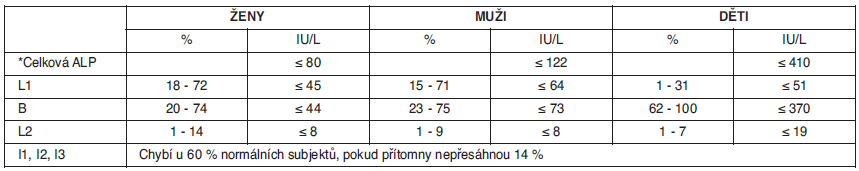 ŽENY MUŽI DĚTI
% IU/L % IU/L % IU/L
*Celková ALP ≤ 80 ≤ 122 ≤ 410
L1 18 - 72 ≤ 45 15 - 71 ≤ 64 1 - 31 ≤ 51
B 20 - 74 ≤ 44 23 - 75 ≤ 73 62 - 100 ≤ 370
L2 1 - 14 ≤ 8 1 - 9 ≤ 8 1 - 7 ≤ 19
I1, I2, I3 Chybí u 60 % normálních subjektů, pokud přítomny nepřesáhnou 14 %